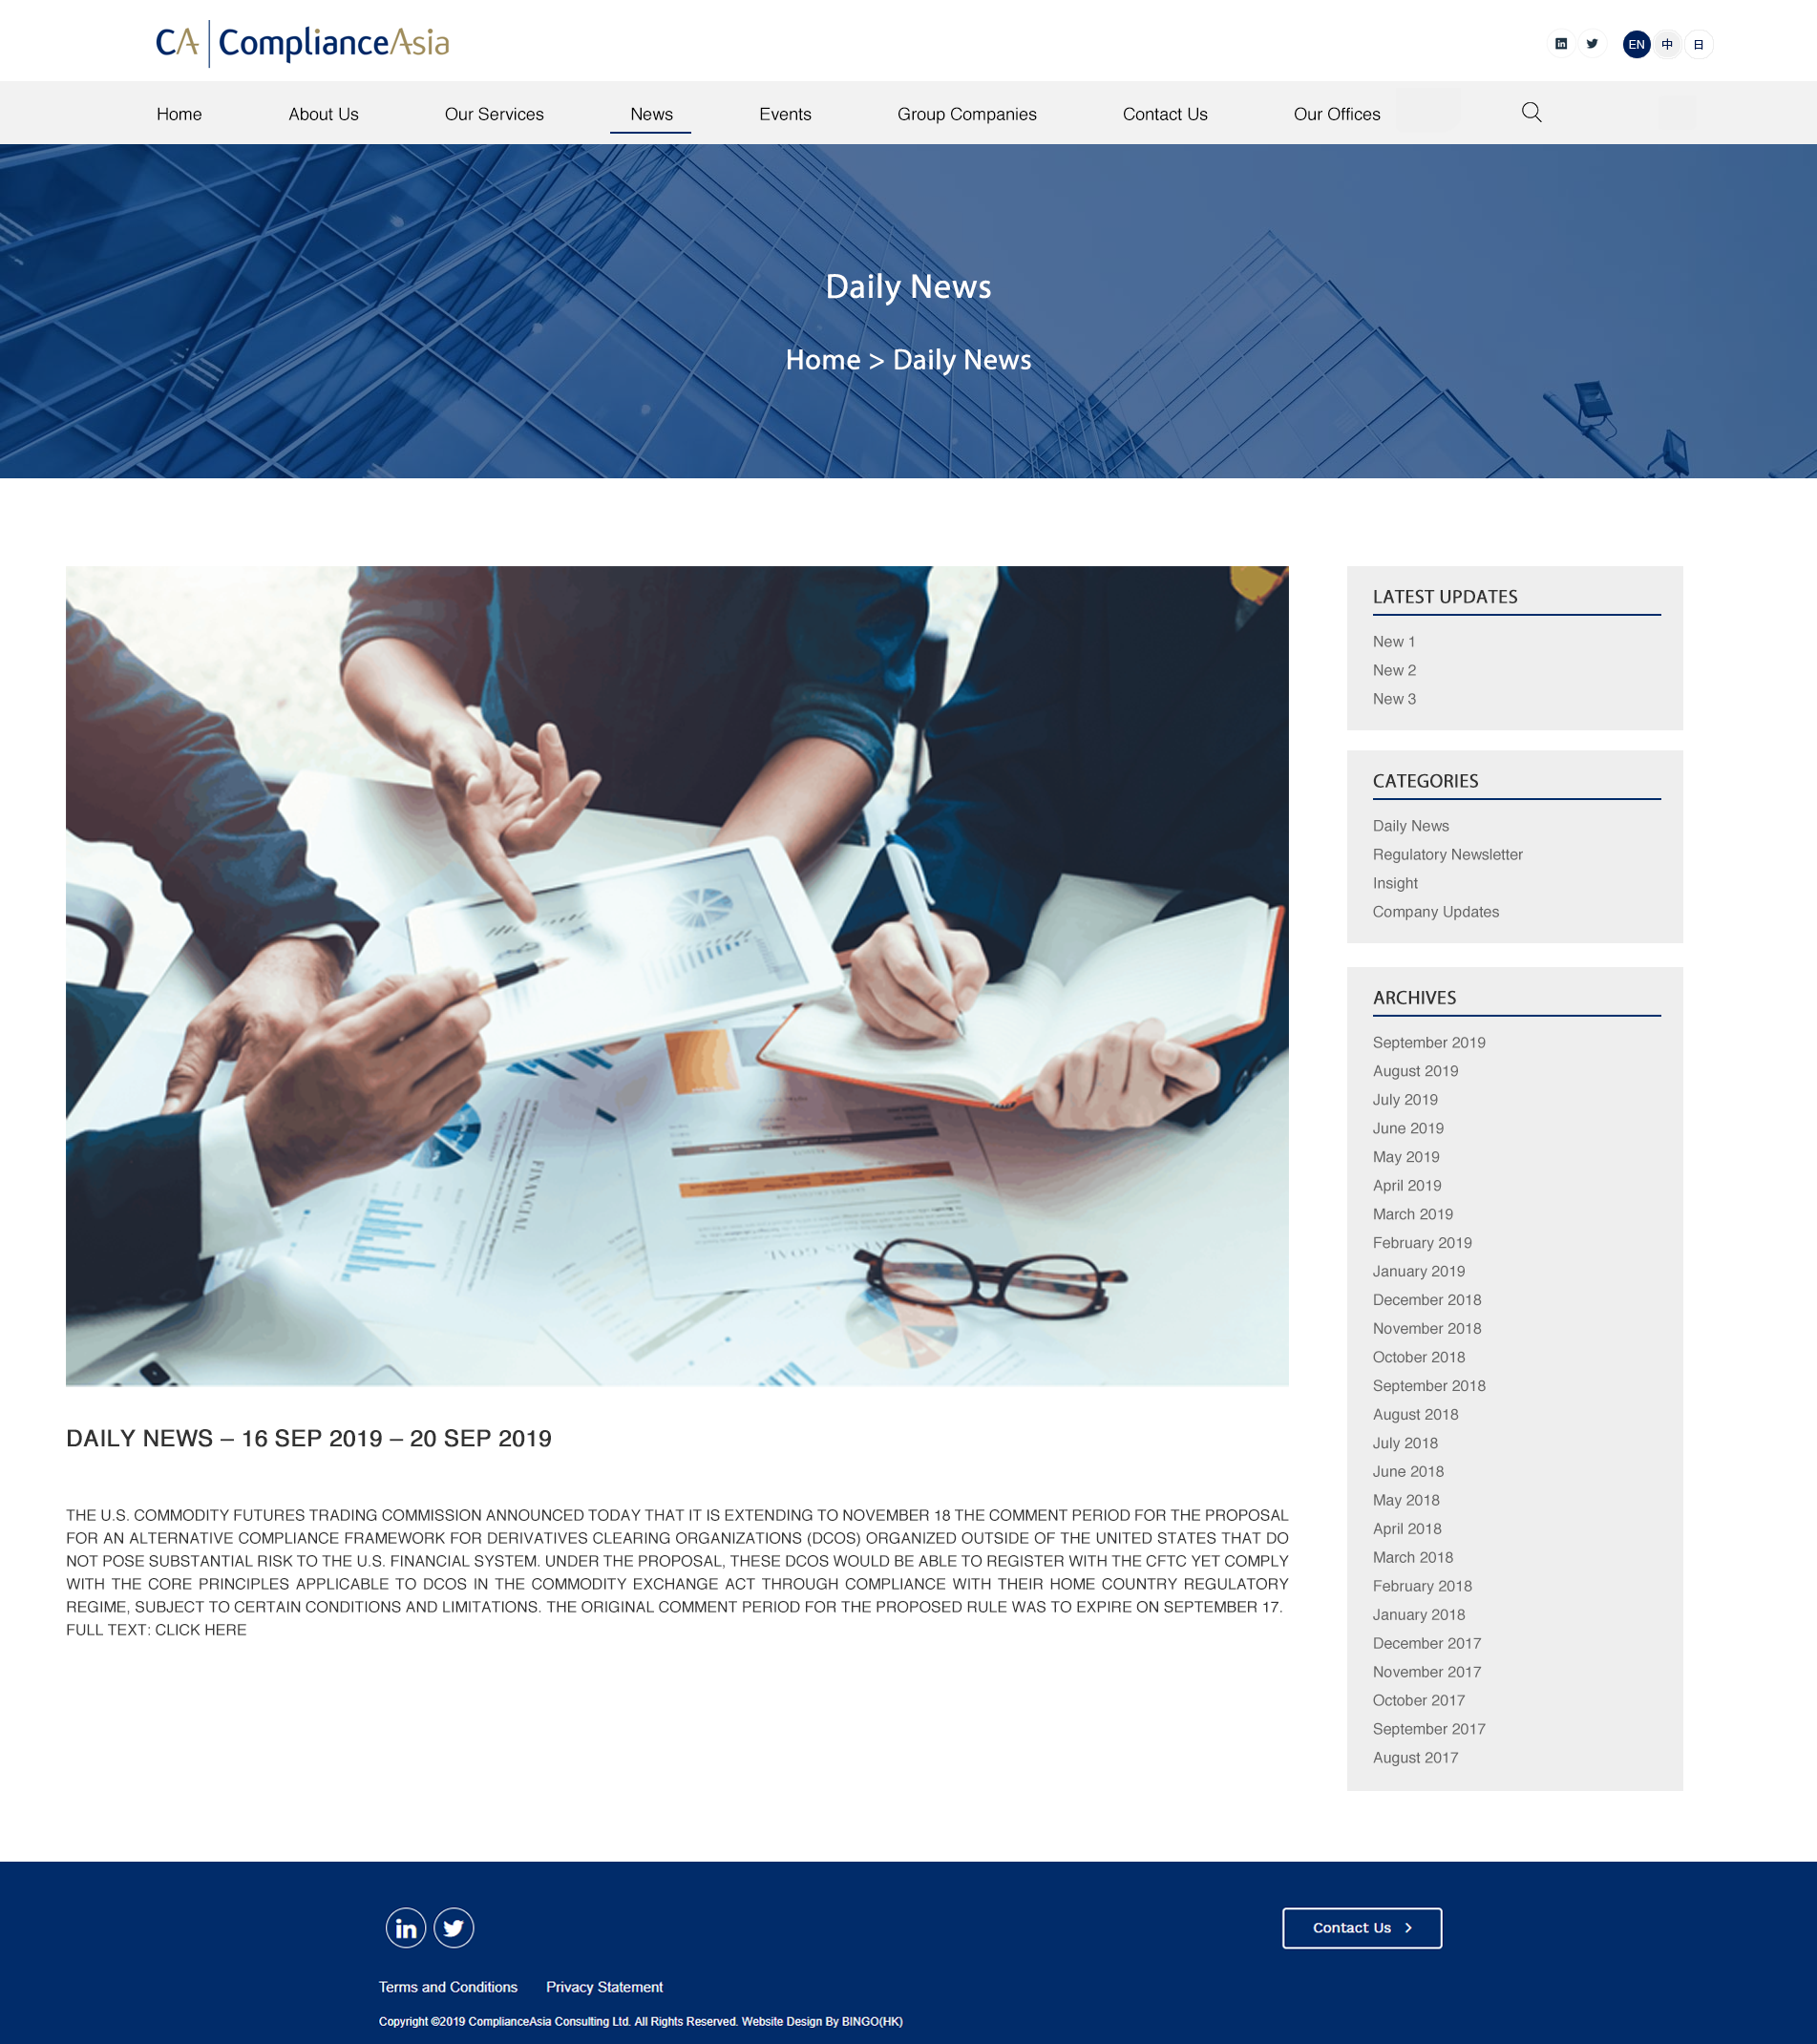 CA ComplianceAsia
EN 中 日
Home About Us Our Services News Events Group Companies Contact Us Our Offices
Daily News
Home > Daily News
FINANCIAL
DAILY NEWS – 16 SEP 2019 – 20 SEP 2019
THE U.S. COMMODITY FUTURES TRADING COMMISSION ANNOUNCED TODAY THAT IT IS EXTENDING TO NOVEMBER 18 THE COMMENT PERIOD FOR THE PROPOSAL
FOR AN ALTERNATIVE COMPLIANCE FRAMEWORK FOR DERIVATIVES CLEARING ORGANIZATIONS (DCOS) ORGANIZED OUTSIDE OF THE UNITED STATES THAT DO
NOT POSE SUBSTANTIAL RISK TO THE U.S. FINANCIAL SYSTEM. UNDER THE PROPOSAL, THESE DCOS WOULD BE ABLE TO REGISTER WITH THE CFTC YET COMPLY
WITH THE CORE PRINCIPLES APPLICABLE TO DCOS IN THE COMMODITY EXCHANGE ACT THROUGH COMPLIANCE WITH THEIR HOME COUNTRY REGULATORY
REGIME, SUBJECT TO CERTAIN CONDITIONS AND LIMITATIONS. THE ORIGINAL COMMENT PERIOD FOR THE PROPOSED RULE WAS TO EXPIRE ON SEPTEMBER 17.
FULL TEXT: CLICK HERE
LATEST UPDATES
New 1
New 2
New 3
CATEGORIES
Daily News
Regulatory Newsletter
Insight
Company Updates
ARCHIVES
September 2019
August 2019
July 2019
June 2019
May 2019
April 2019
March 2019
February 2019
January 2019
December 2018
November 2018
October 2018
September 2018
August 2018
July 2018
June 2018
May 2018
April 2018
March 2018
February 2018
January 2018
December 2017
November 2017
October 2017
September 2017
August 2017
in
Contact Us >
Terms and Conditions Privacy Statement
Copyright ©2019 ComplianceAsia Consulting Ltd. All Rights Reserved. Website Design By BINGO(HK)